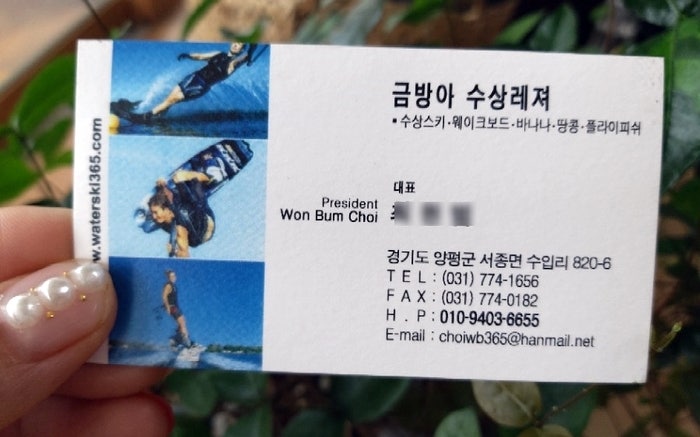 w.waterski365.com
금방아 수상레져
▪수상스키·웨이크보드·바나나·땅콩·플라이피쉬
대표
President
Won Bum Choi
경기도 양평군 서종면 수입리 820-6
TEL : (031) 774-1656
FAX : (031) 774-0182
H . P : 010-9403-6655
E-mail : choiwb365@hanmail.net